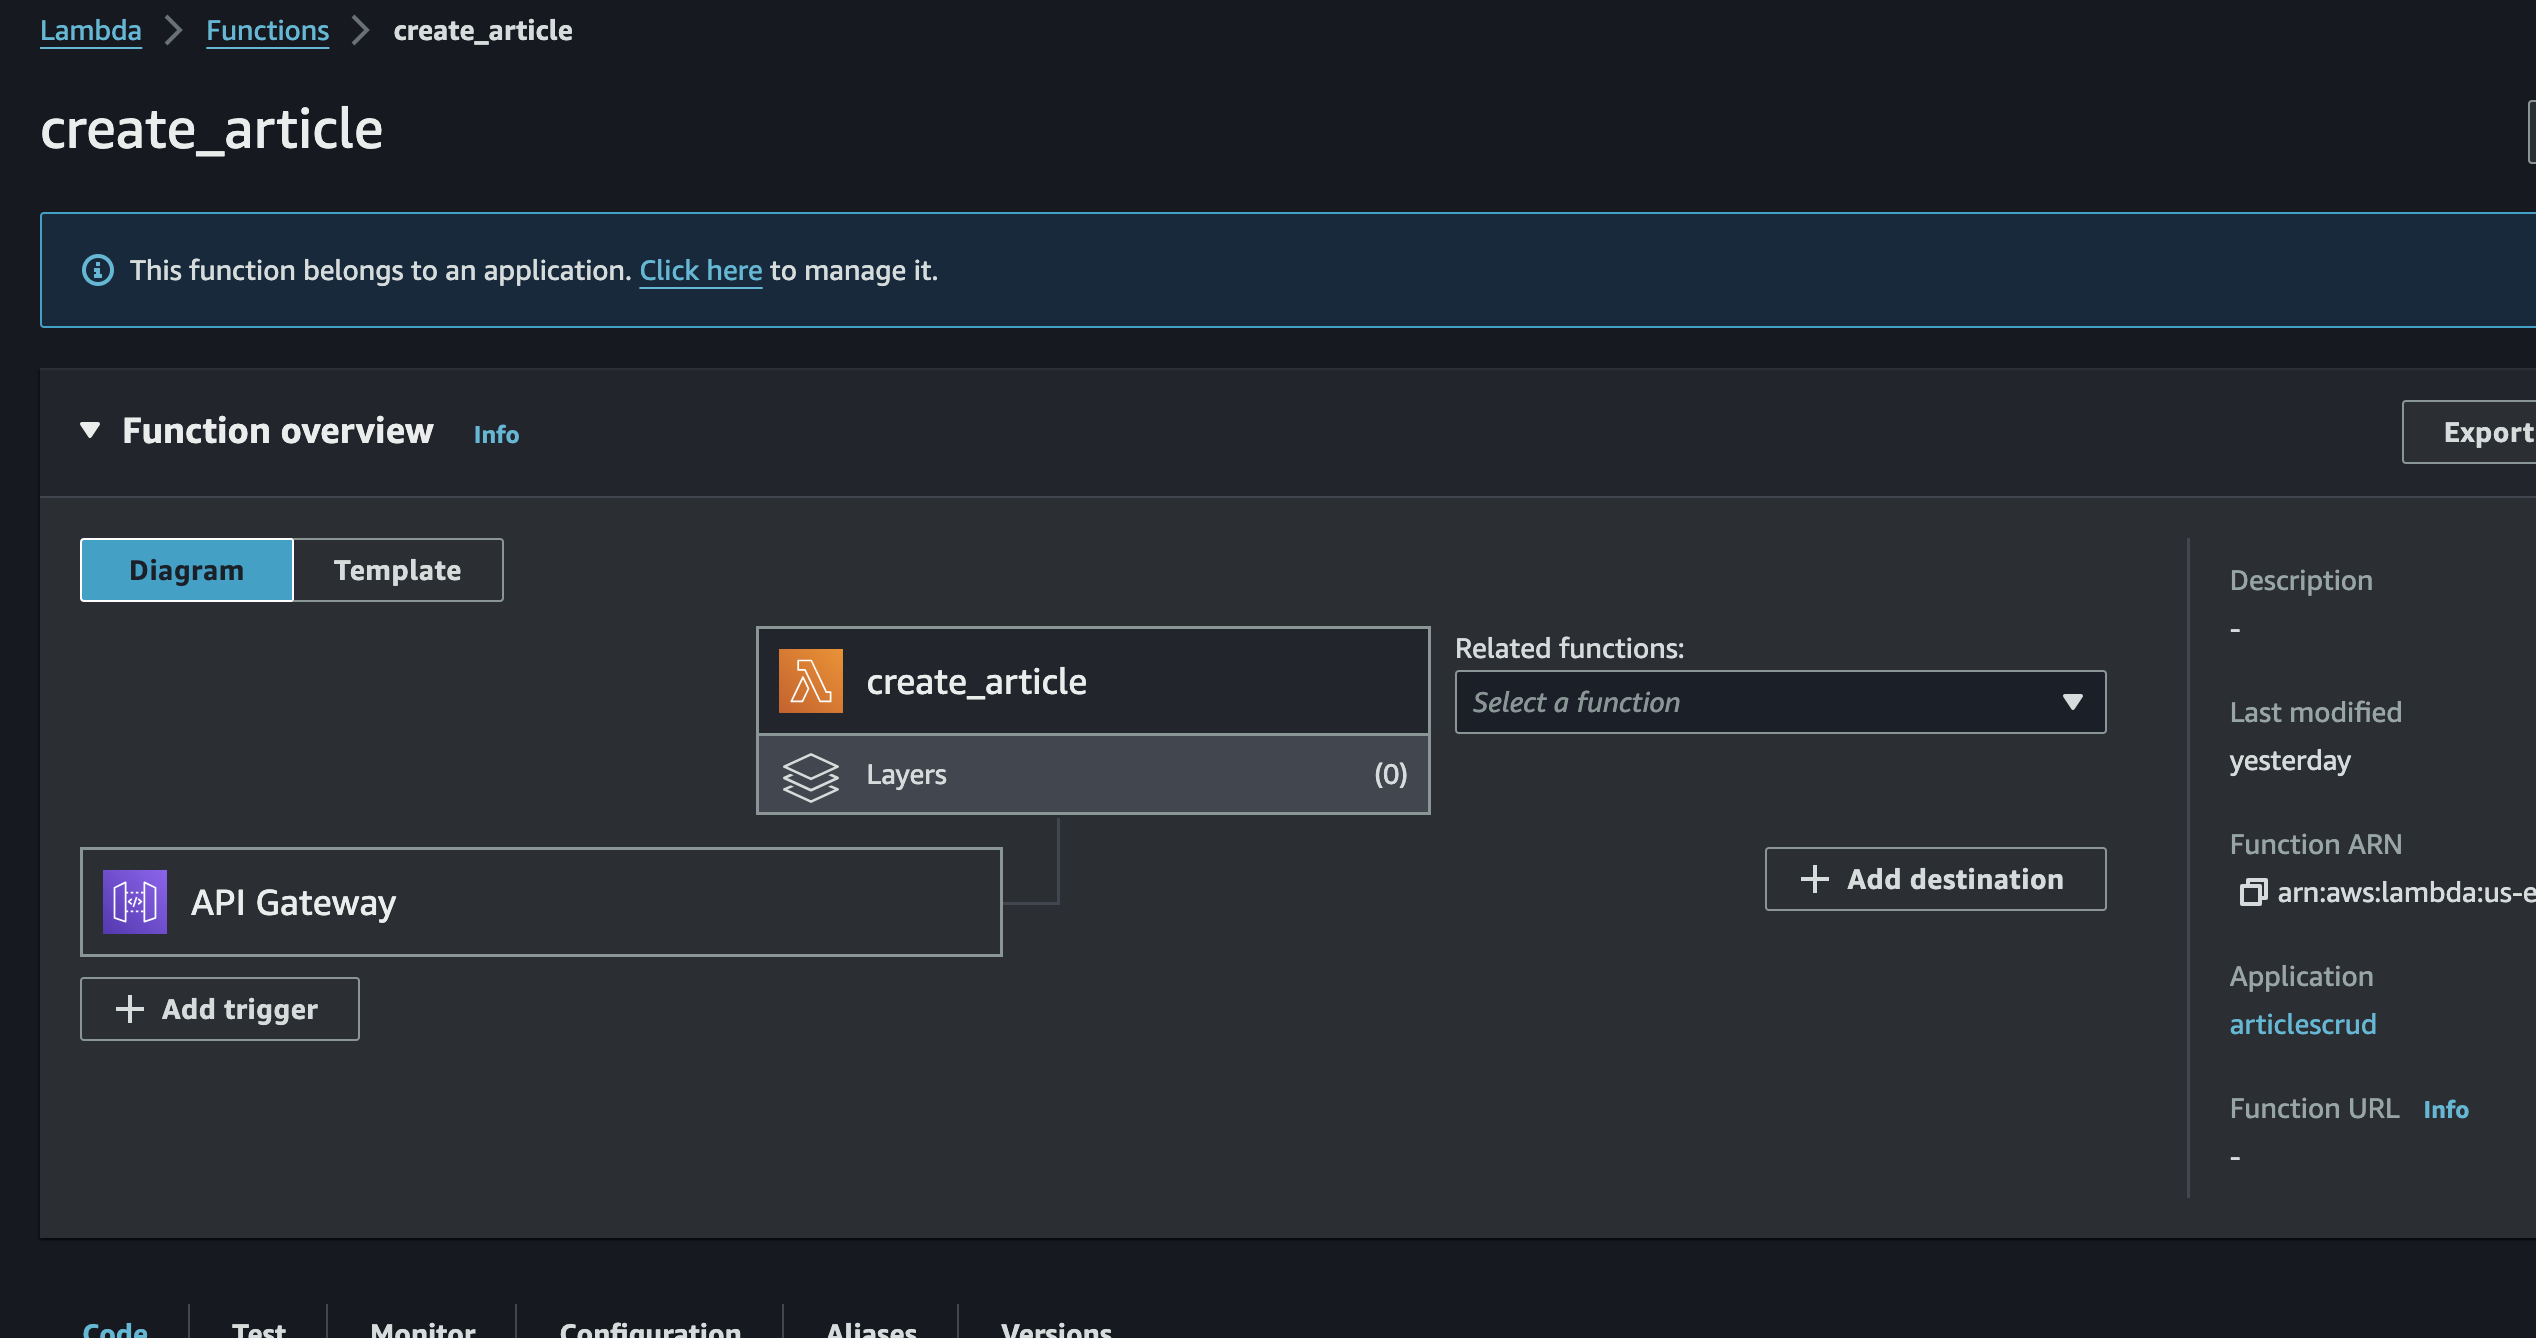 Lambda > Functions > create_article
create_article
This function belongs to an application. Click here to manage it.
Function overview Info
Export
Diagram Template
create_article
Layers (0)
Related functions:
Select a function
API Gateway
+ Add trigger
+ Add destination
Description
-
Last modified
yesterday
Function ARN
arn:aws:lambda:us-e
Application
articlescrud
Function URL Info
-
Code Test Monitor Configuration Aliases Versions